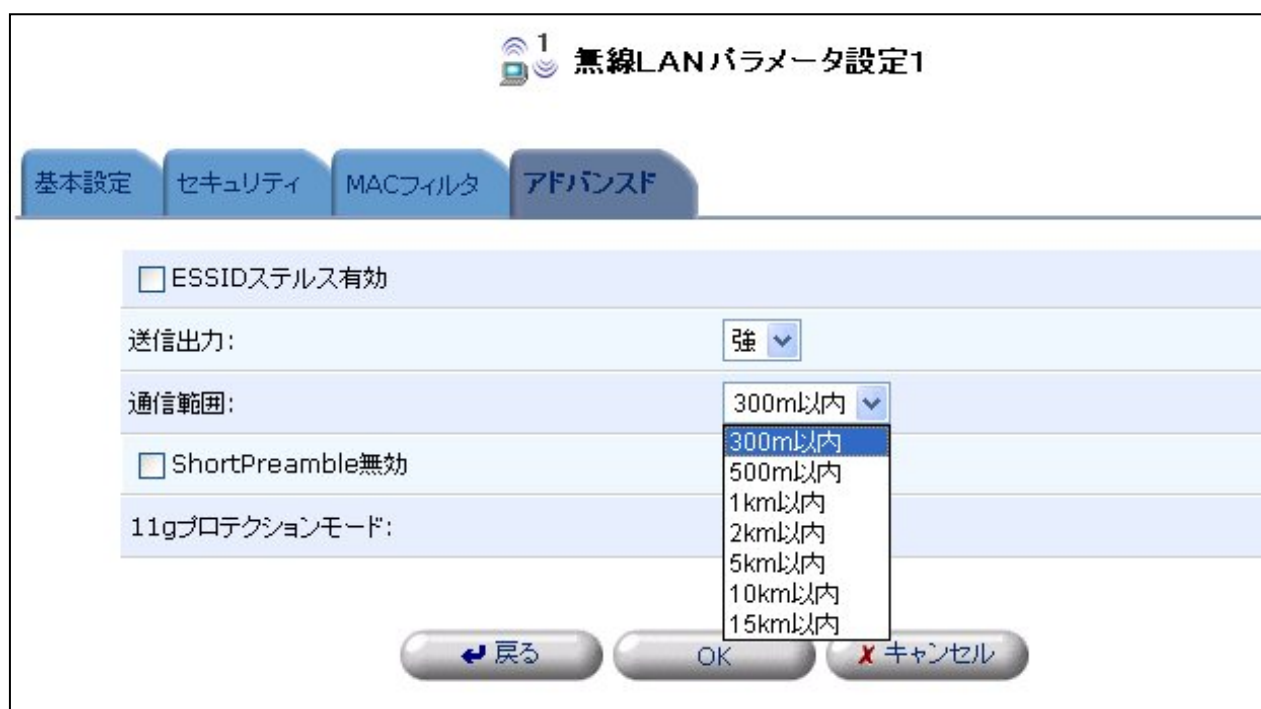 1
無線LANパラメータ設定1
基本設定 セキュリティ MACフィルタ アドバンスド
ESSIDステルス有効
送信出力: 強
通信範囲: 300m以内
300m以内
500m以内
1km以内
2km以内
5km以内
10km以内
15km以内
ShortPreamble無効
11gプロテクションモード:
戻る OK キャンセル